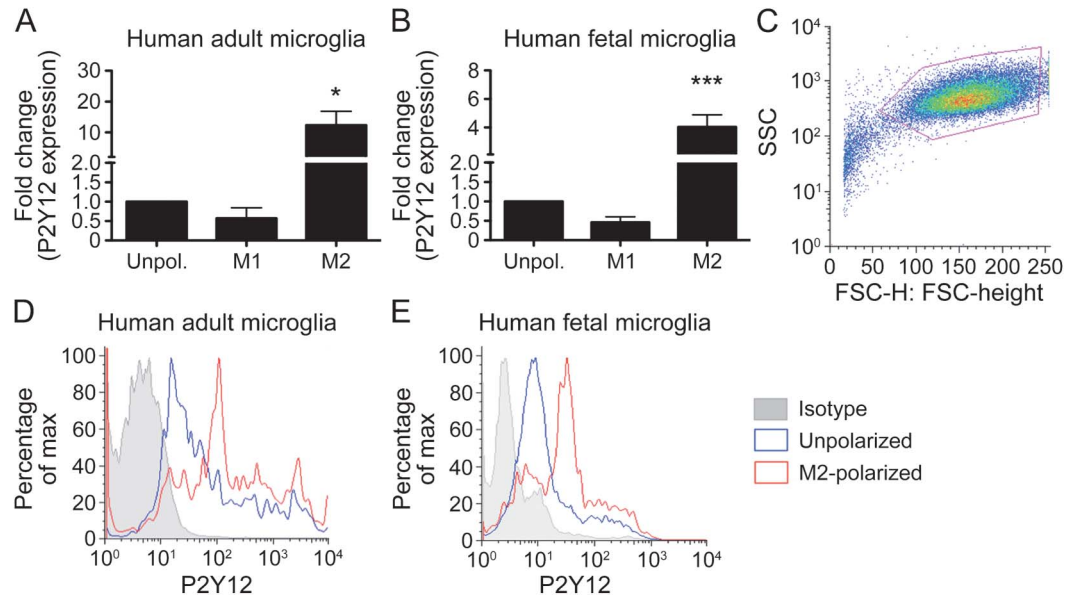 A
Human adult microglia
Fold change
(P2Y12 expression)
30
20
10
2.0
1.5
1.0
0.5
0
*
Unpol. M1 M2
B
Human fetal microglia
Fold change
(P2Y12 expression)
8
6
4
2.0
1.5
1.0
0.5
0
***
Unpol. M1 M2
C
SSC
10⁴
10³
10²
10¹
10⁰
0 50 100 150 200 250
FSC-H: FSC-height
D
Human adult microglia
Percentage
of max
100
80
60
40
20
0
10⁰ 10¹ 10² 10³ 10⁴
P2Y12
E
Human fetal microglia
Percentage
of max
100
80
60
40
20
0
10⁰ 10¹ 10² 10³ 10⁴
P2Y12
Isotype
Unpolarized
M2-polarized